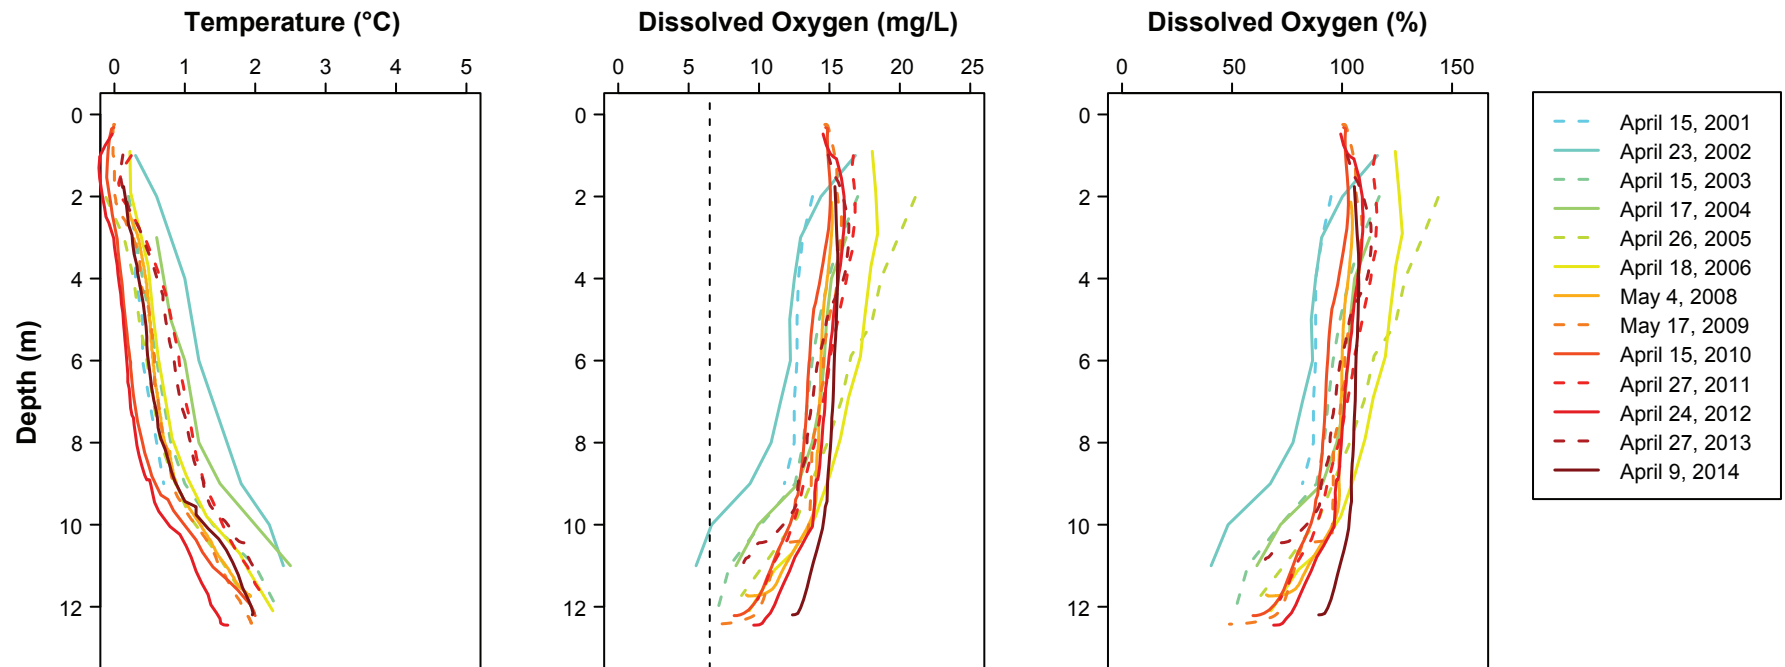 Temperature (°C)
0 1 2 3 4 5
Depth (m)
0
2
4
6
8
10
12
Dissolved Oxygen (mg/L)
0 5 10 15 20 25
0
2
4
6
8
10
12
Dissolved Oxygen (%)
0 50 100 150
0
2
4
6
8
10
12
April 15, 2001
April 23, 2002
April 15, 2003
April 17, 2004
April 26, 2005
April 18, 2006
May 4, 2008
May 17, 2009
April 15, 2010
April 27, 2011
April 24, 2012
April 27, 2013
April 9, 2014